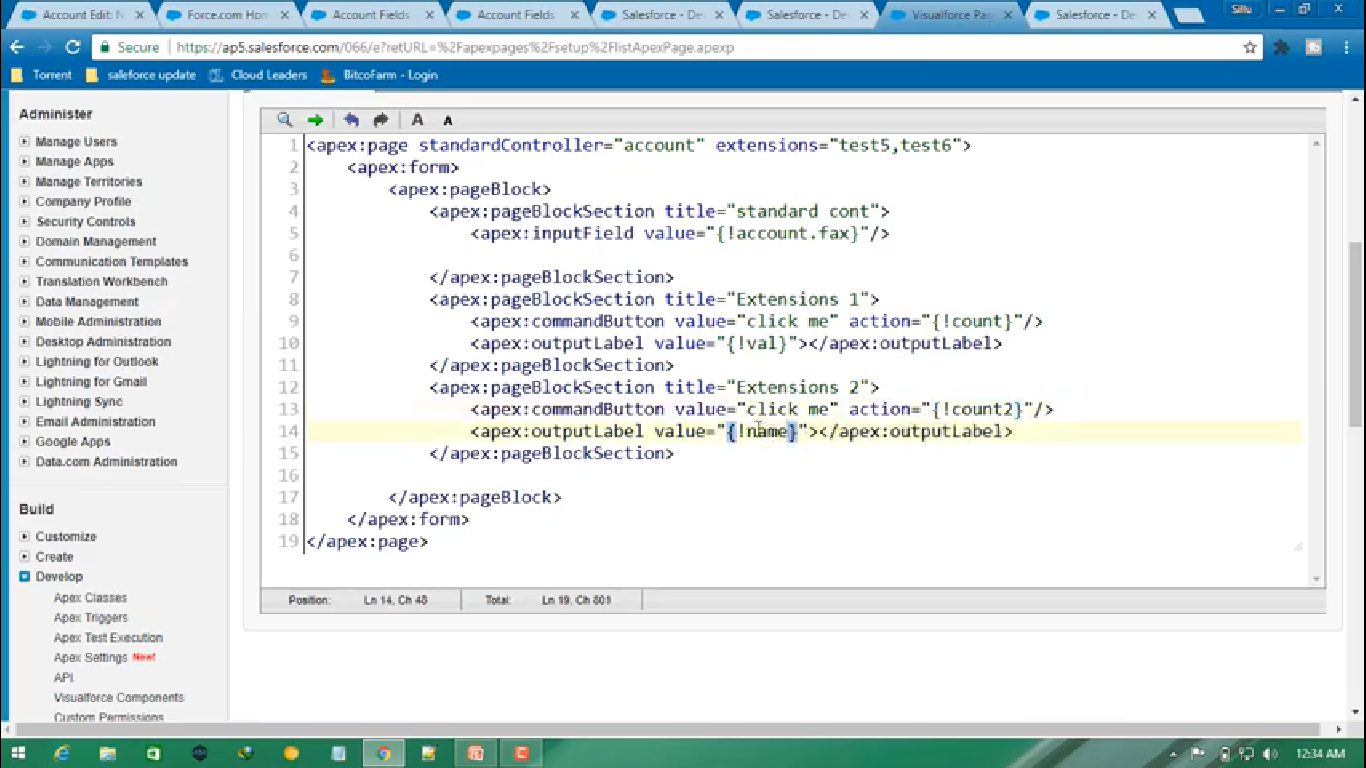 Account Edit: N
Force.com Hom
Account Fields
Account Fields
Salesforce - De
Salesforce - De
Visualforce Pag
Salesforce - De
Sillu
Secure
https://ap5.salesforce.com/066/e?retURL=%2Fapexpages%2Fsetup%2FlistApexPage.apexp
Torrent
saleforce update
Cloud Leaders
BitcoFarm - Login
Administer
Manage Users
Manage Apps
Manage Territories
Company Profile
Security Controls
Domain Management
Communication Templates
Translation Workbench
Data Management
Mobile Administration
Desktop Administration
Lightning for Outlook
Lightning for Gmail
Lightning Sync
Email Administration
Google Apps
Data.com Administration
Build
Customize
Create
Develop
Apex Classes
Apex Triggers
Apex Test Execution
Apex Settings New!
API
Visualforce Components
Custom Permissions
A A
1 <apex:page standardController="account" extensions="test5,test6">
2 <apex:form>
3 <apex:pageBlock>
4 <apex:pageBlockSection title="standard cont">
5 <apex:inputField value="{!account.fax}"/>
6
7 </apex:pageBlockSection>
8 <apex:pageBlockSection title="Extensions 1">
9 <apex:commandButton value="click me" action="{!count}"/>
10 <apex:outputLabel value="{!val}"></apex:outputLabel>
11 </apex:pageBlockSection>
12 <apex:pageBlockSection title="Extensions 2">
13 <apex:commandButton value="click me" action="{!count2}"/>
14 <apex:outputLabel value="{!name}"></apex:outputLabel>
15 </apex:pageBlockSection>
16
17 </apex:pageBlock>
18 </apex:form>
19 </apex:page>
Position: Ln 14, Ch 48 Total: Ln 19, Ch 801
12:34 AM